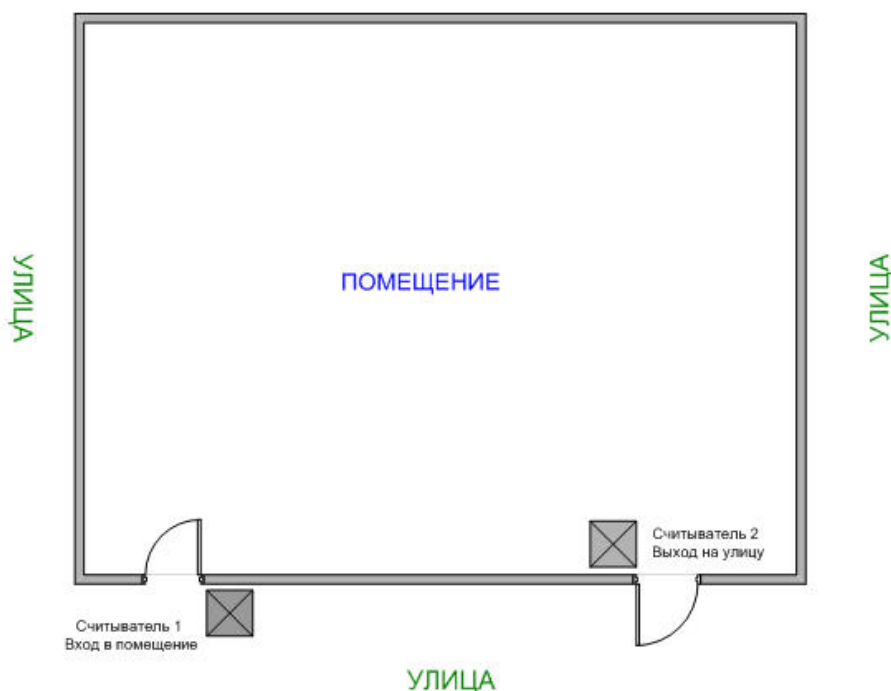 УЛИЦА
ПОМЕЩЕНИЕ
УЛИЦА
Считыватель 2
Выход на улицу
Считыватель 1
Вход в помещение
УЛИЦА